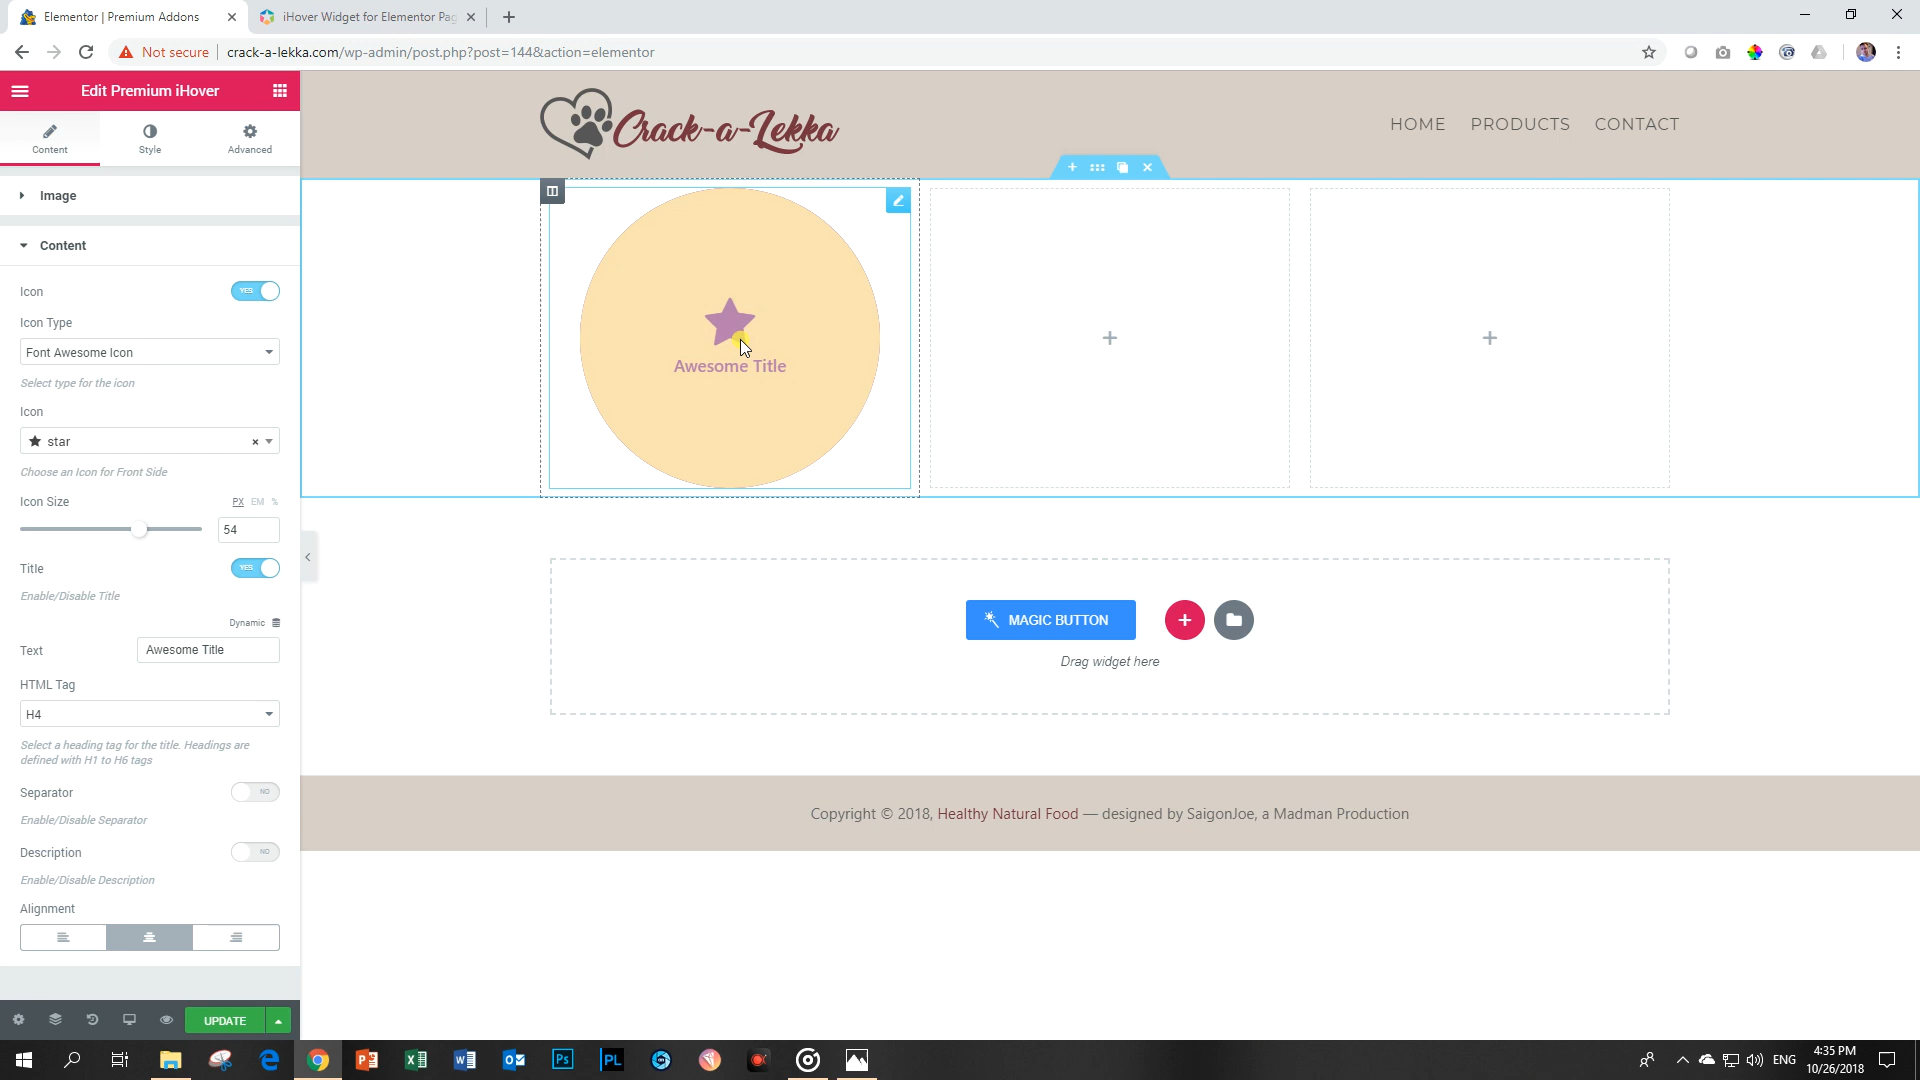 Elementor | Premium Addons
iHover Widget for Elementor Pag
Not secure
crack-a-lekka.com/wp-admin/post.php?post=144&action=elementor
Edit Premium iHover
Content
Style
Advanced
Image
Content
Icon
YES
Icon Type
Font Awesome Icon
Select type for the icon
Icon
star
Choose an Icon for Front Side
Icon Size
PX EM %
54
Title
YES
Enable/Disable Title
Dynamic
Text
Awesome Title
HTML Tag
H4
Select a heading tag for the title. Headings are
defined with H1 to H6 tags
Separator
NO
Enable/Disable Separator
Description
NO
Enable/Disable Description
Alignment
UPDATE
Crack-a-Lekka
HOME
PRODUCTS
CONTACT
Awesome Title
MAGIC BUTTON
Drag widget here
Copyright © 2018, Healthy Natural Food — designed by SaigonJoe, a Madman Production
Ps
PL
ENG
4:35 PM
10/26/2018